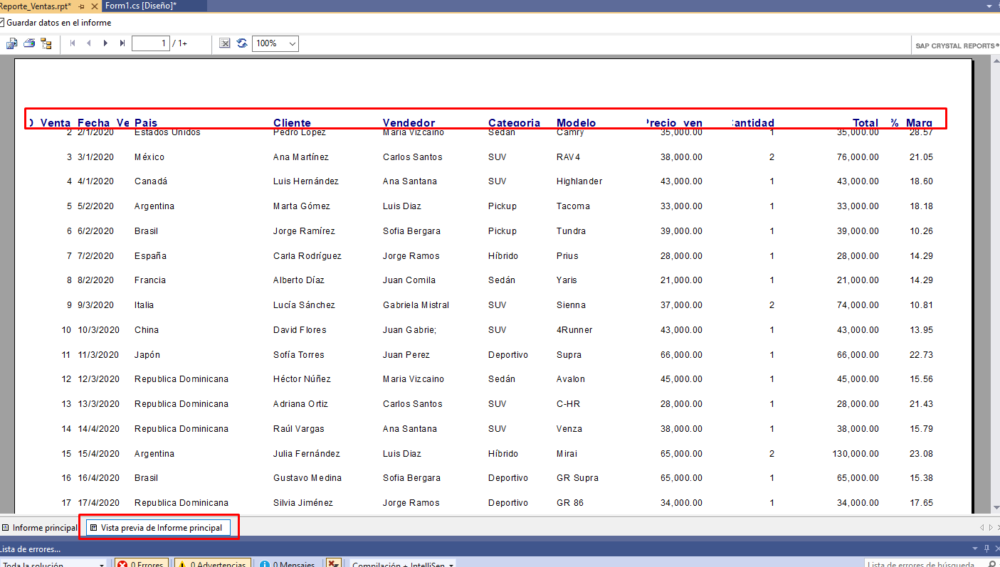 Reporte_Ventas.rpt* Form1.cs [Diseño]*
Guardar datos en el informe
1 / 1+ 100% SAP CRYSTAL REPORTS®
Venta Fecha Ve Pais Cliente Vendedor Categoria Modelo Precio ven Cantidad Total % Marg
2 2/1/2020 Estados Unidos Pedro López Maria Vizcaino Sedán Camry 35,000.00 1 35,000.00 28.57
3 3/1/2020 México Ana Martínez Carlos Santos SUV RAV4 38,000.00 2 76,000.00 21.05
4 4/1/2020 Canadá Luis Hernández Ana Santana SUV Highlander 43,000.00 1 43,000.00 18.60
5 5/2/2020 Argentina Marta Gómez Luis Diaz Pickup Tacoma 33,000.00 1 33,000.00 18.18
6 6/2/2020 Brasil Jorge Ramírez Sofia Bergara Pickup Tundra 39,000.00 1 39,000.00 10.26
7 7/2/2020 España Carla Rodríguez Jorge Ramos Híbrido Prius 28,000.00 1 28,000.00 14.29
8 8/2/2020 Francia Alberto Díaz Juan Comila Sedán Yaris 21,000.00 1 21,000.00 14.29
9 9/3/2020 Italia Lucía Sánchez Gabriela Mistral SUV Sienna 37,000.00 2 74,000.00 10.81
10 10/3/2020 China David Flores Juan Gabrie; SUV 4Runner 43,000.00 1 43,000.00 13.95
11 11/3/2020 Japón Sofía Torres Juan Perez Deportivo Supra 66,000.00 1 66,000.00 22.73
12 12/3/2020 Republica Dominicana Héctor Núñez Maria Vizcaino Sedán Avalon 45,000.00 1 45,000.00 15.56
13 13/3/2020 Republica Dominicana Adriana Ortiz Carlos Santos SUV C-HR 28,000.00 1 28,000.00 21.43
14 14/4/2020 Republica Dominicana Raúl Vargas Ana Santana SUV Venza 38,000.00 1 38,000.00 15.79
15 15/4/2020 Argentina Julia Fernández Luis Diaz Híbrido Mirai 65,000.00 2 130,000.00 23.08
16 16/4/2020 Brasil Gustavo Medina Sofia Bergara Deportivo GR Supra 65,000.00 1 65,000.00 15.38
17 17/4/2020 Republica Dominicana Silvia Jiménez Jorge Ramos Deportivo GR 86 34,000.00 1 34,000.00 17.65
Informe principal Vista previa de Informe principal
Lista de errores...
Toda la solución 0 Errores 0 Advertencias 0 Mensajes Compilación + IntelliSen Lista de errores de búsqueda